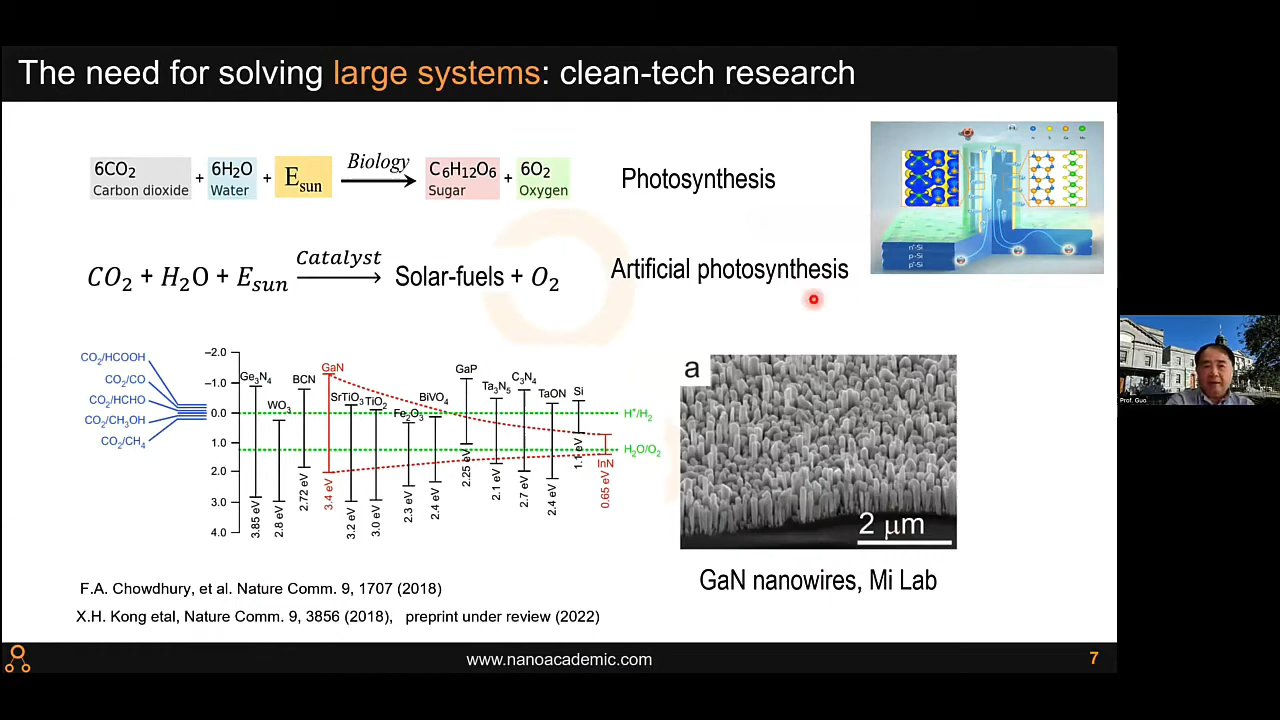 The need for solving large systems: clean-tech research
6CO₂ + 6H₂O + E sun Biology C₆H₁₂O₆ + 6O₂
Carbon dioxide Water Sugar Oxygen
Photosynthesis
n⁺-Si
p-Si
p⁺-Si
CO₂ + H₂O + E sun Catalyst Solar-fuels + O₂
Artificial photosynthesis
CO₂/HCOOH
CO₂/CO
CO₂/HCHO
CO₂/CH₃OH
CO₂/CH₄
−2.0
−1.0
0.0
1.0
2.0
3.0
4.0
Ge₃N₄
WO₃
BCN
GaN
SrTiO₃
TiO₂
Fe₂O₃
BiVO₄
GaP
Ta₃N₅
C₃N₄
TaON
Si
InN
H⁺/H₂
H₂O/O₂
3.85 eV
2.8 eV
2.72 eV
3.4 eV
3.2 eV
3.0 eV
2.3 eV
2.4 eV
2.25 eV
2.1 eV
2.7 eV
2.4 eV
1.1 eV
0.65 eV
a
2 μm
GaN nanowires, Mi Lab
Prof. Guo
F.A. Chowdhury, et al. Nature Comm. 9, 1707 (2018)
X.H. Kong etal, Nature Comm. 9, 3856 (2018), preprint under review (2022)
www.nanoacademic.com
7